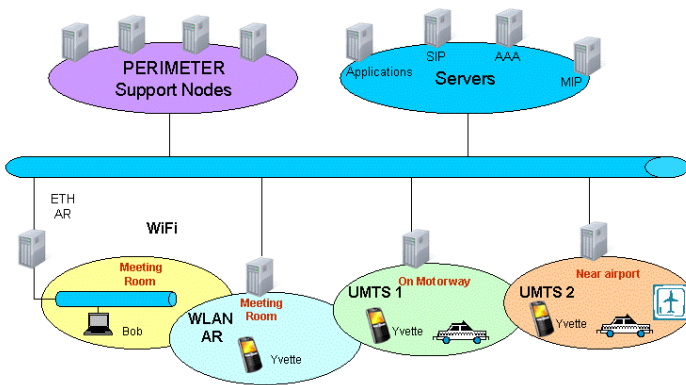 PERIMETER
Support Nodes
Applications
SIP
AAA
MIP
Servers
ETH
AR
WiFi
Meeting
Room
Bob
Meeting
Room
WLAN
AR
Yvette
On Motorway
UMTS 1
Yvette
Near airport
UMTS 2
Yvette